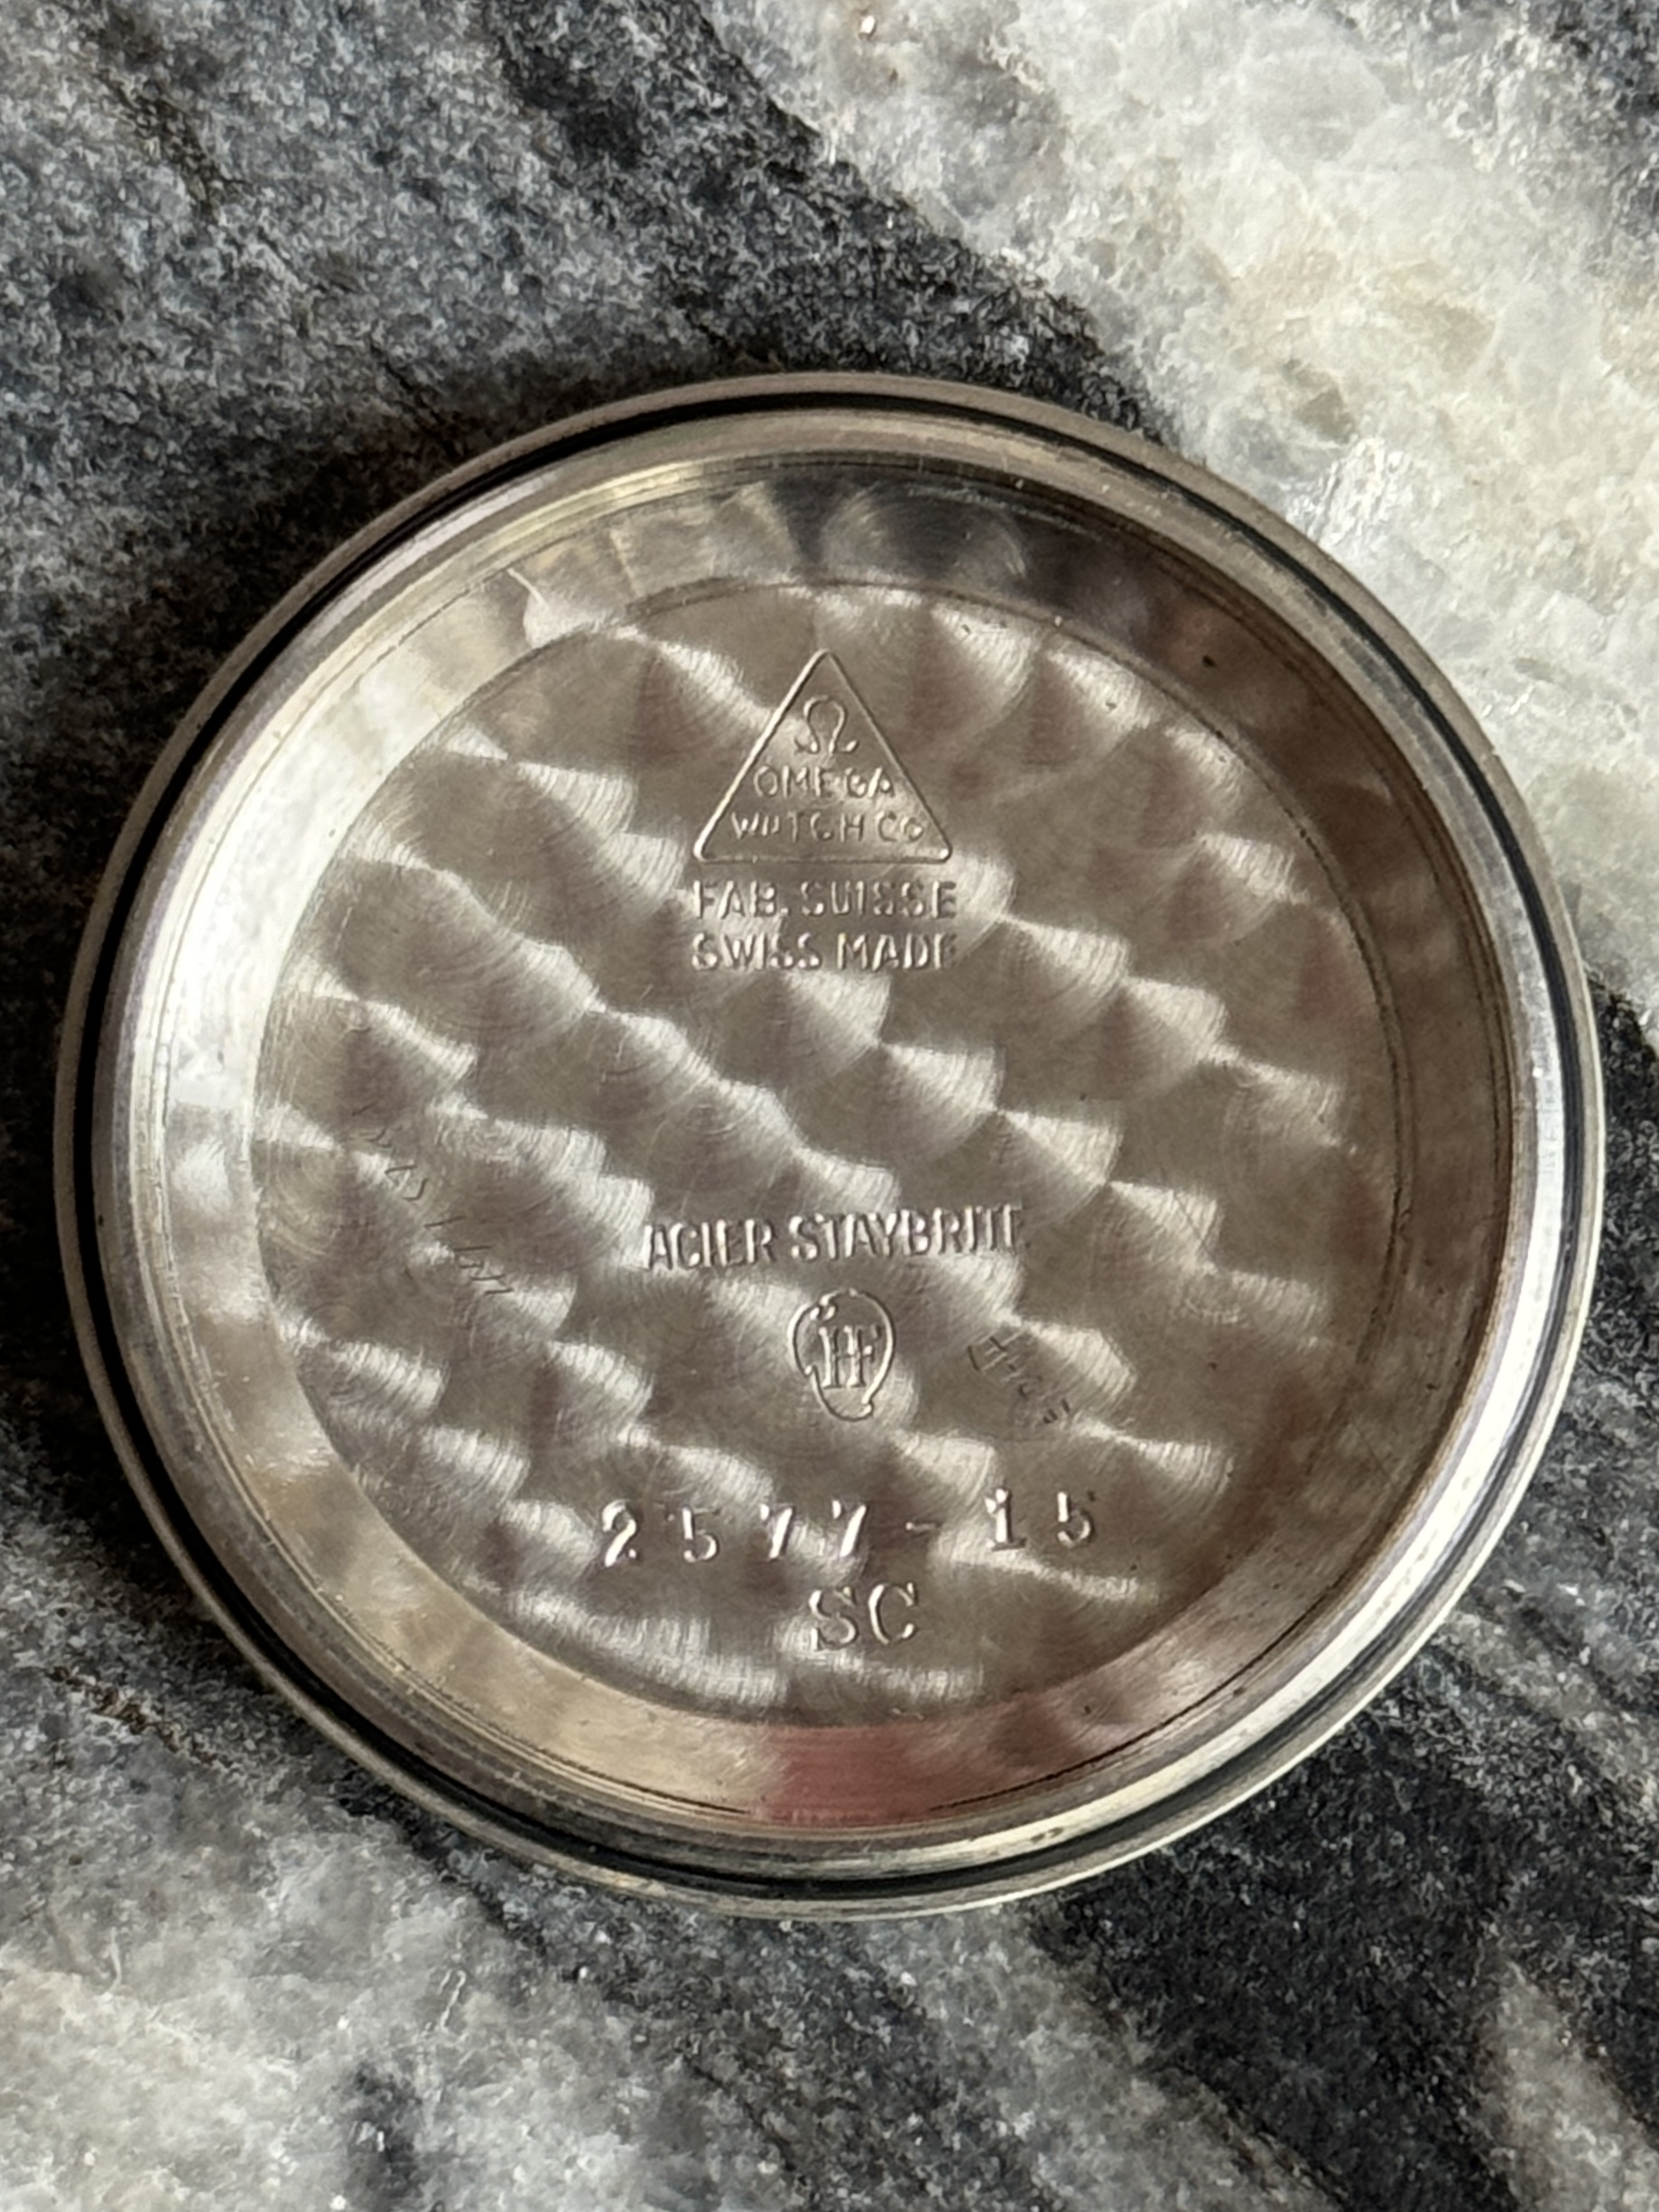 Ω
OMEGA
WATCH CO
FAB. SUISSE
SWISS MADE
ACIER STAYBRITE
2577-15
SC